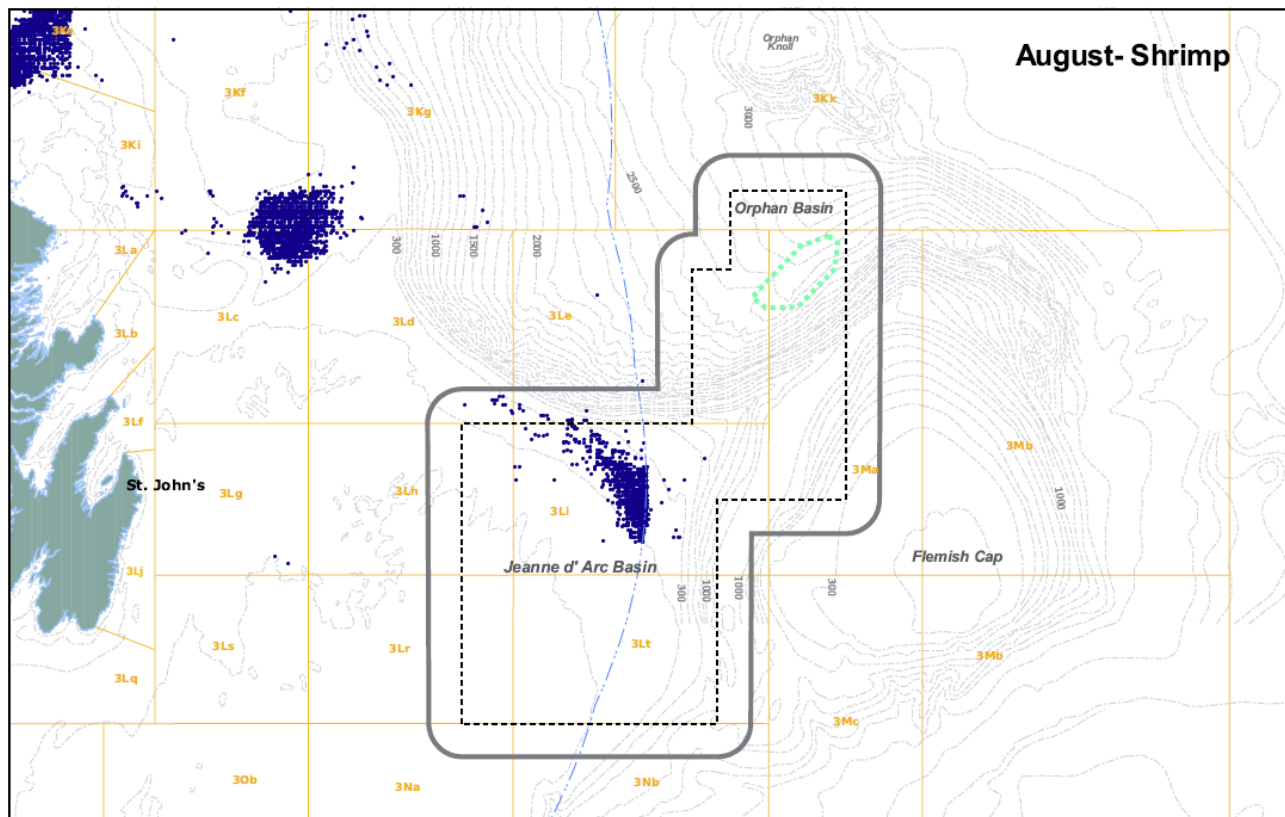 3Ke
Orphan
Knoll
August- Shrimp
3Kf
3Kg
3Kk
3000
3Ki
2500
Orphan Basin
3La
300
1000
1500
2000
3Lb
3Lc
3Ld
3Le
3Lf
St. John's
3Lg
3Lh
3Li
3Ma
3Mb
1000
Jeanne d' Arc Basin
Flemish Cap
3Lj
300
1000
1000
300
3Ls
3Lr
3Lt
3Mb
3Lq
3Mc
3Ob
3Na
3Nb